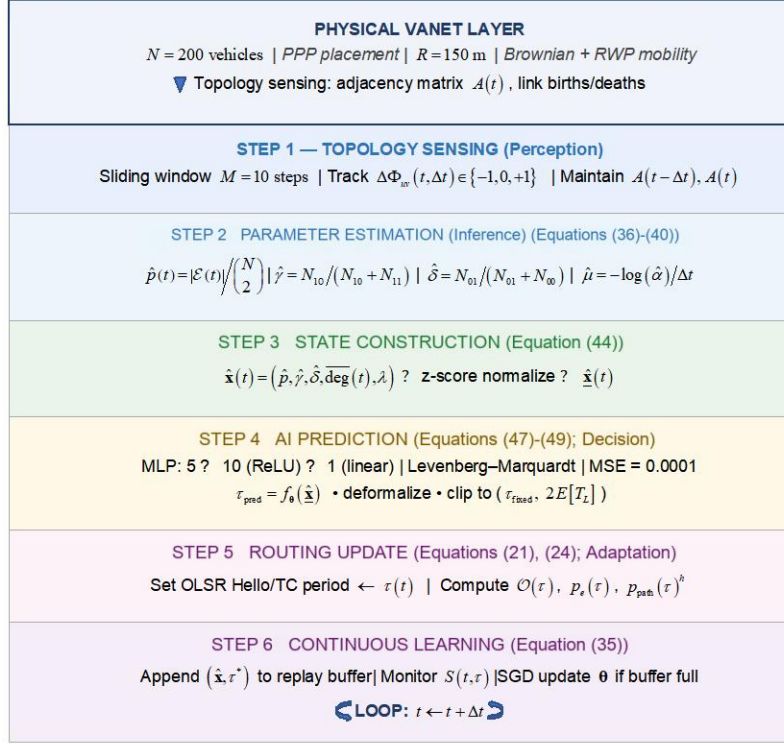 PHYSICAL VANET LAYER
N = 200 vehicles | PPP placement | R = 150 m | Brownian + RWP mobility
▼ Topology sensing: adjacency matrix A(t) , link births/deaths
STEP 1 — TOPOLOGY SENSING (Perception)
Sliding window M = 10 steps | Track ΔΦ_uv(t,Δt)∈{−1,0,+1} | Maintain A(t−Δt), A(t)
STEP 2 PARAMETER ESTIMATION (Inference) (Equations (36)-(40))
p̂(t) = |ℰ(t)|/(N 2) | γ̂ = N₁₀/(N₁₀ + N₁₁) | δ̂ = N₀₁/(N₀₁ + N₀₀) | μ̂ = −log(α̂)/Δt
STEP 3 STATE CONSTRUCTION (Equation (44))
x̂(t) = (p̂, γ̂, δ̂, d̅e̅g̅(t), λ) ? z-score normalize ? x̲̂(t)
STEP 4 AI PREDICTION (Equations (47)-(49); Decision)
MLP: 5 ? 10 (ReLU) ? 1 (linear) | Levenberg–Marquardt | MSE = 0.0001
τ_pred = f_θ(x̲̂) • deformalize • clip to (τ_fixed, 2E[T_L])
STEP 5 ROUTING UPDATE (Equations (21), (24); Adaptation)
Set OLSR Hello/TC period ← τ(t) | Compute 𝒪(τ), p_e(τ), p_path(τ)^h
STEP 6 CONTINUOUS LEARNING (Equation (35))
Append (x̂,τ*) to replay buffer| Monitor S(t,τ) |SGD update θ if buffer full
LOOP: t ← t + Δt